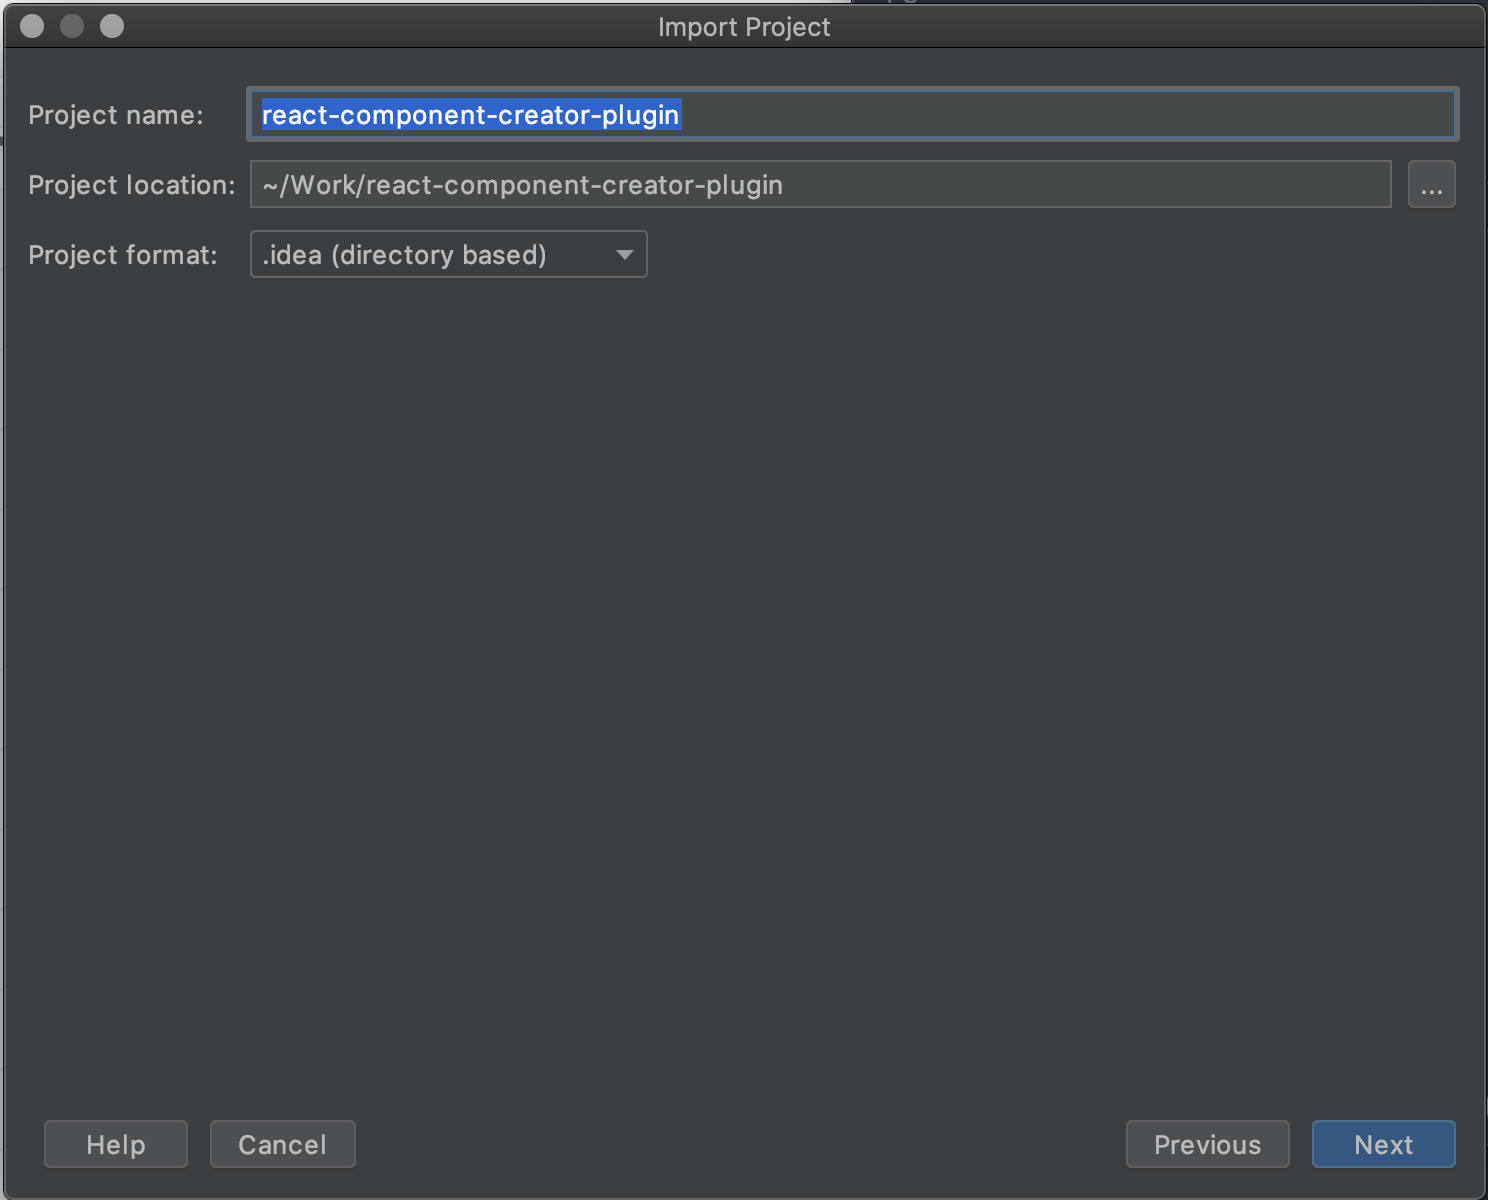 Import Project
Project name: react-component-creator-plugin
Project location: ~/Work/react-component-creator-plugin ...
Project format: .idea (directory based)
Help Cancel Previous Next